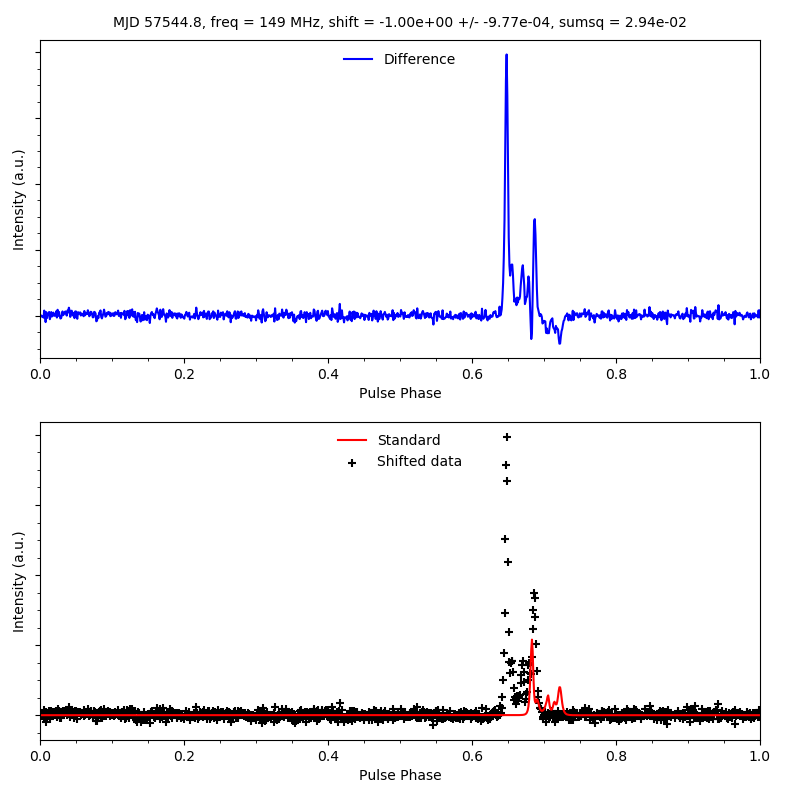 MJD 57544.8, freq = 149 MHz, shift = -1.00e+00 +/- -9.77e-04, sumsq = 2.94e-02
Difference
Intensity (a.u.)
0.0 0.2 0.4 0.6 0.8 1.0
Pulse Phase
Standard
Shifted data
Intensity (a.u.)
0.0 0.2 0.4 0.6 0.8 1.0
Pulse Phase